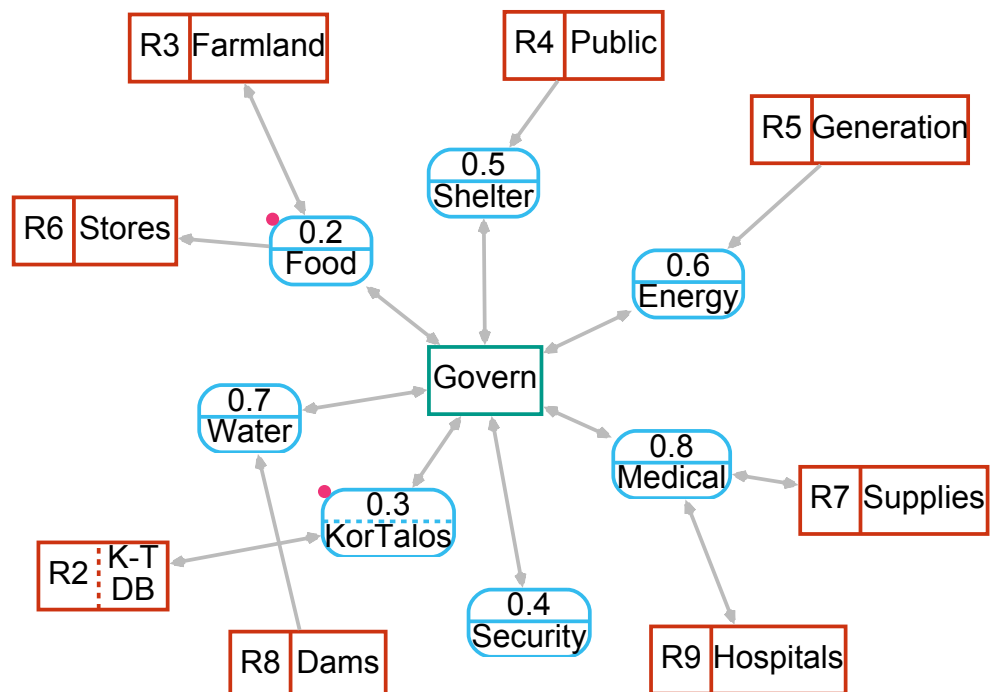 R3 Farmland
R4 Public
R5 Generation
0.5
Shelter
R6 Stores
0.2
Food
0.6
Energy
Govern
0.7
Water
0.8
Medical
R7 Supplies
0.3
KorTalos
R2 K-T
DB
0.4
Security
R8 Dams
R9 Hospitals